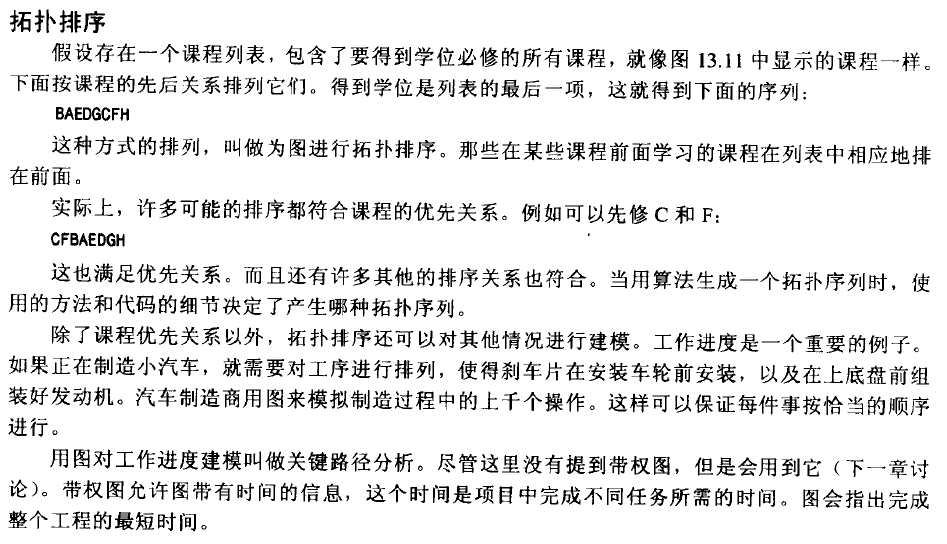 拓扑排序
假设存在一个课程列表，包含了要得到学位必修的所有课程，就像图 13.11 中显示的课程一样。
下面按课程的先后关系排列它们。得到学位是列表的最后一项，这就得到下面的序列：
BAEDGCFH
这种方式的排列，叫做为图进行拓扑排序。那些在某些课程前面学习的课程在列表中相应地排
在前面。
实际上，许多可能的排序都符合课程的优先关系。例如可以先修 C 和 F：
CFBAEDGH
这也满足优先关系。而且还有许多其他的排序关系也符合。当用算法生成一个拓扑序列时，使
用的方法和代码的细节决定了产生哪种拓扑序列。
除了课程优先关系以外，拓扑排序还可以对其他情况进行建模。工作进度是一个重要的例子。
如果正在制造小汽车，就需要对工序进行排列，使得刹车片在安装车轮前安装，以及在上底盘前组
装好发动机。汽车制造商用图来模拟制造过程中的上千个操作。这样可以保证每件事按恰当的顺序
进行。
用图对工作进度建模叫做关键路径分析。尽管这里没有提到带权图，但是会用到它（下一章讨
论）。带权图允许图带有时间的信息，这个时间是项目中完成不同任务所需的时间。图会指出完成
整个工程的最短时间。